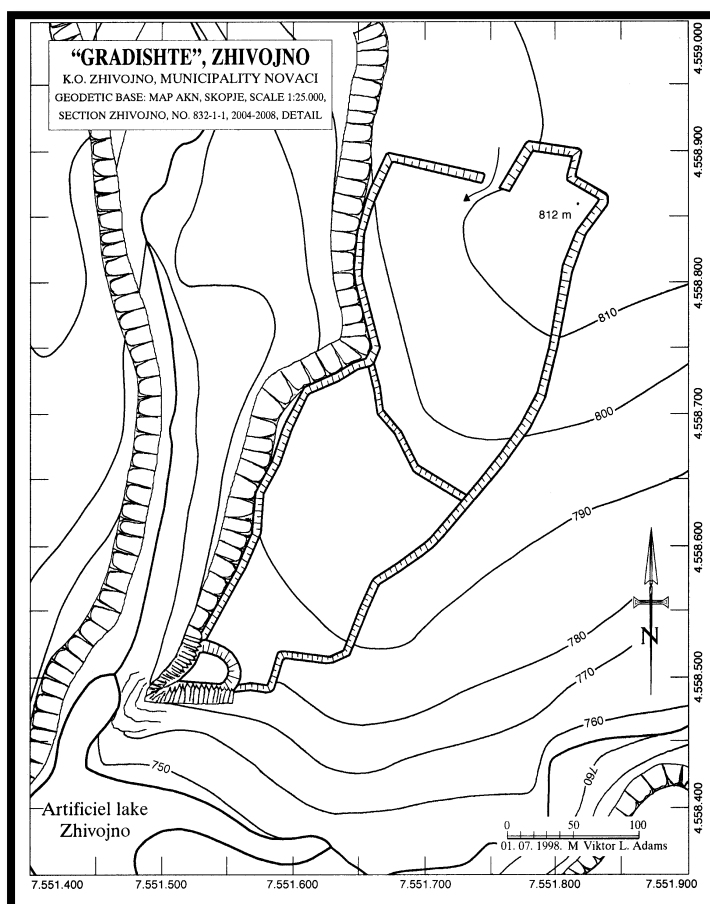 “GRADISHTE”, ZHIVOJNO
K.O. ZHIVOJNO, MUNICIPALITY NOVACI
GEODETIC BASE: MAP AKN, SKOPJE, SCALE 1:25.000,
SECTION ZHIVOJNO, NO. 832-1-1, 2004-2008, DETAIL
4.559.000
4.558.900
812 m
4.558.800
810
4.558.700
800
790
4.558.600
780
N
770
4.558.500
760
750
760
4.558.400
Artificiel lake
Zhivojno
0 50 100
01. 07. 1998. M Viktor L. Adams
7.551.400 7.551.500 7.551.600 7.551.700 7.551.800 7.551.900